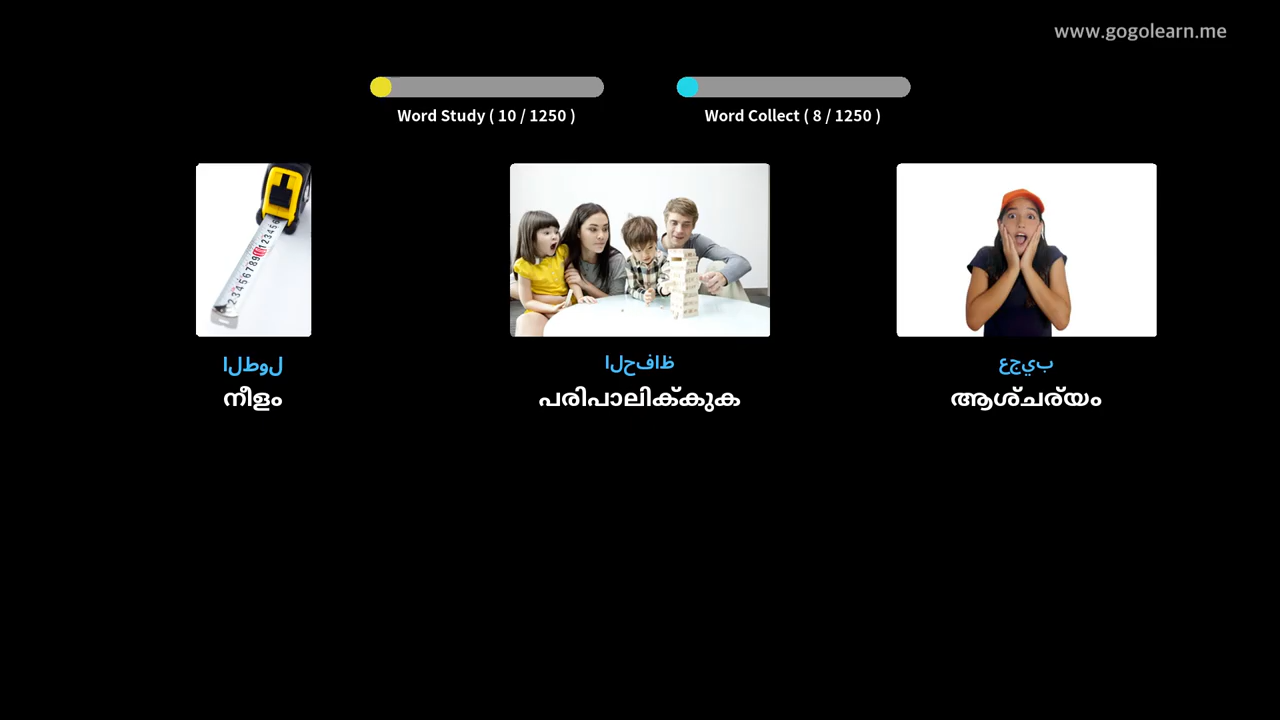 www.gogolearn.me
Word Study ( 10 / 1250 )
Word Collect ( 8 / 1250 )
الطول
നീളം
الحفاظ
പരിപാലിക്കുക
عجيب
ആശ്ചര്യം